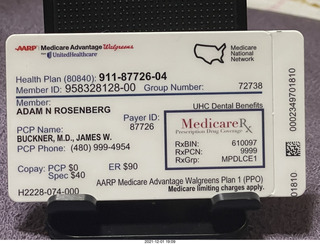 AARP Medicare Advantage Walgreens
from UnitedHealthcare
Medicare
National
Network
Health Plan (80840): 911-87726-04
Member ID: 958328128-00 Group Number: 72738
Member:
ADAM N ROSENBERG
UHC Dental Benefits
Payer ID:
87726
PCP Name:
BUCKNER, M.D., JAMES W.
PCP Phone: (480) 999-4954
MedicareRx
Prescription Drug Coverage
RxBIN: 610097
RxPCN: 9999
RxGrp: MPDLCE1
Copay: PCP $0 ER $90
Spec $40
AARP Medicare Advantage Walgreens Plan 1 (PPO)
H2228-074-000 Medicare limiting charges apply.
00002349701810
01810
2021-12-01 16:09